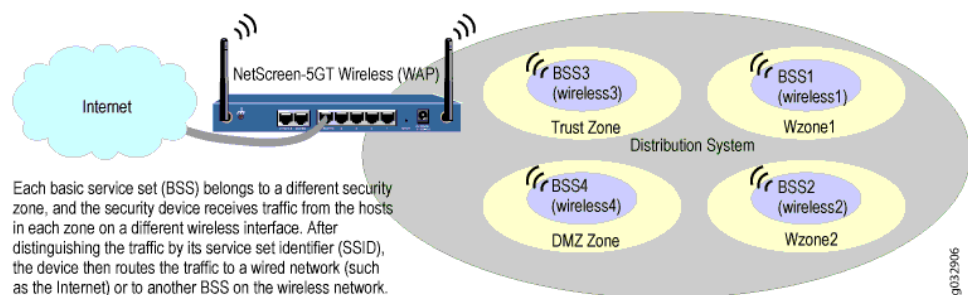 NetScreen-5GT Wireless (WAP)
Internet
BSS3
(wireless3)
Trust Zone
BSS1
(wireless1)
Wzone1
Distribution System
BSS4
(wireless4)
DMZ Zone
BSS2
(wireless2)
Wzone2
Each basic service set (BSS) belongs to a different security
zone, and the security device receives traffic from the hosts
in each zone on a different wireless interface. After
distinguishing the traffic by its service set identifier (SSID),
the device then routes the traffic to a wired network (such
as the Internet) or to another BSS on the wireless network.
g032906